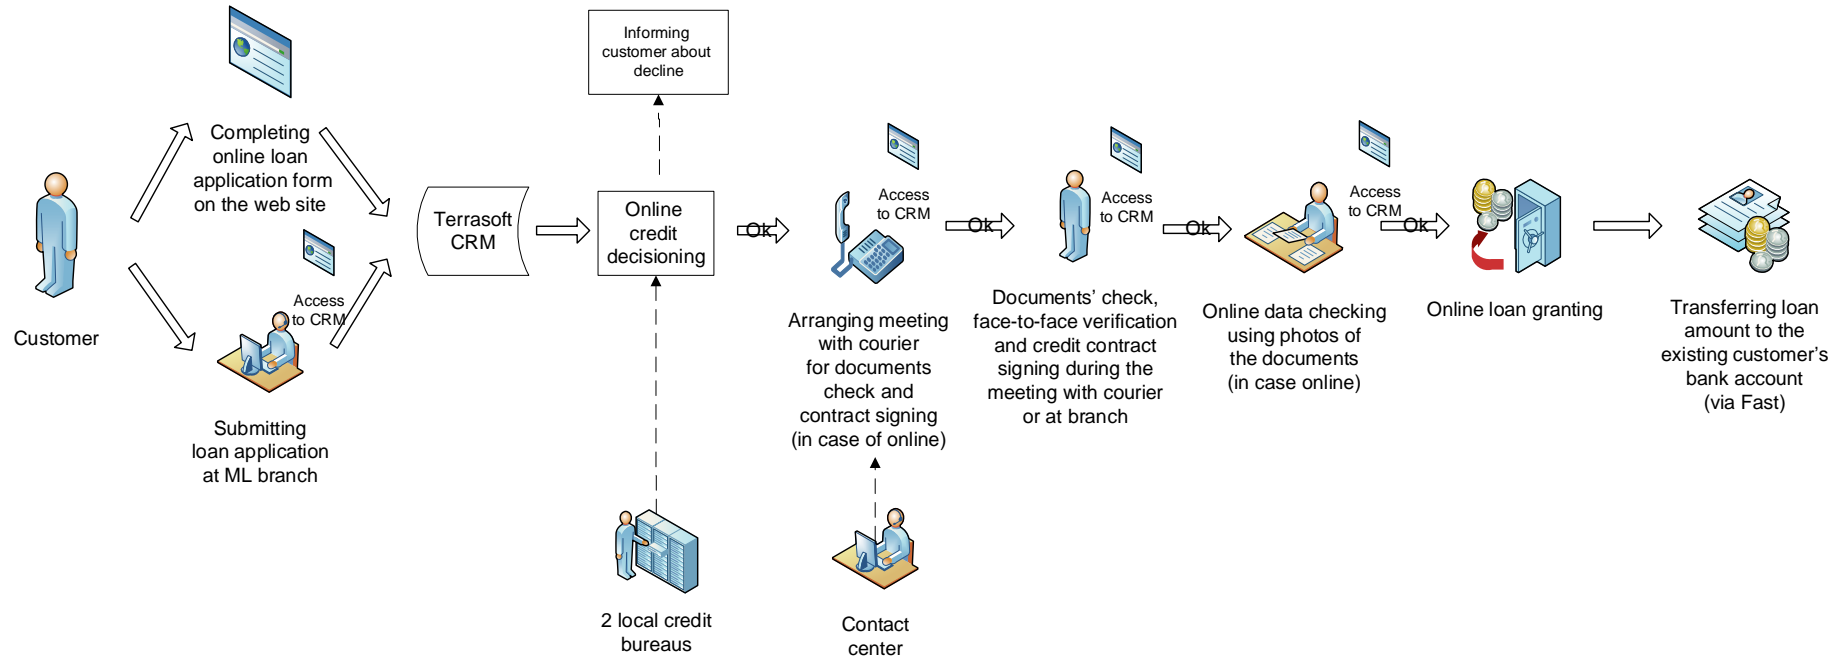 Informing
customer about
decline
Completing
online loan
application form
on the web site
Customer
Access
to CRM
Submitting
loan application
at ML branch
Terrasoft
CRM
Online
credit
decisioning
2 local credit
bureaus
Ok
Access
to CRM
Arranging meeting
with courier
for documents
check and
contract signing
(in case of online)
Contact
center
Ok
Access
to CRM
Documents’ check,
face-to-face verification
and credit contract
signing during the
meeting with courier
or at branch
Ok
Access
to CRM
Online data checking
using photos of
the documents
(in case online)
Ok
Online loan granting
Transferring loan
amount to the
existing customer’s
bank account
(via Fast)